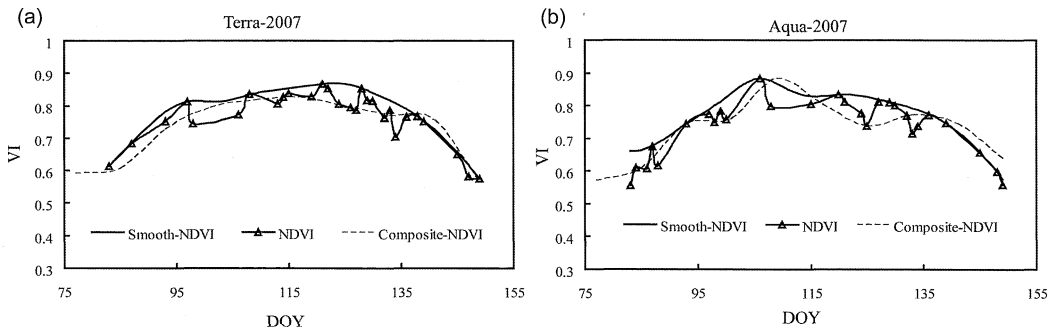 (a)
Terra-2007
1
0.9
0.8
0.7
0.6
0.5
0.4
0.3
VI
Smooth-NDVI
NDVI
Composite-NDVI
75
95
115
135
155
DOY
(b)
Aqua-2007
1
0.9
0.8
0.7
0.6
0.5
0.4
0.3
VI
Smooth-NDVI
NDVI
Composite-NDVI
75
95
115
135
155
DOY